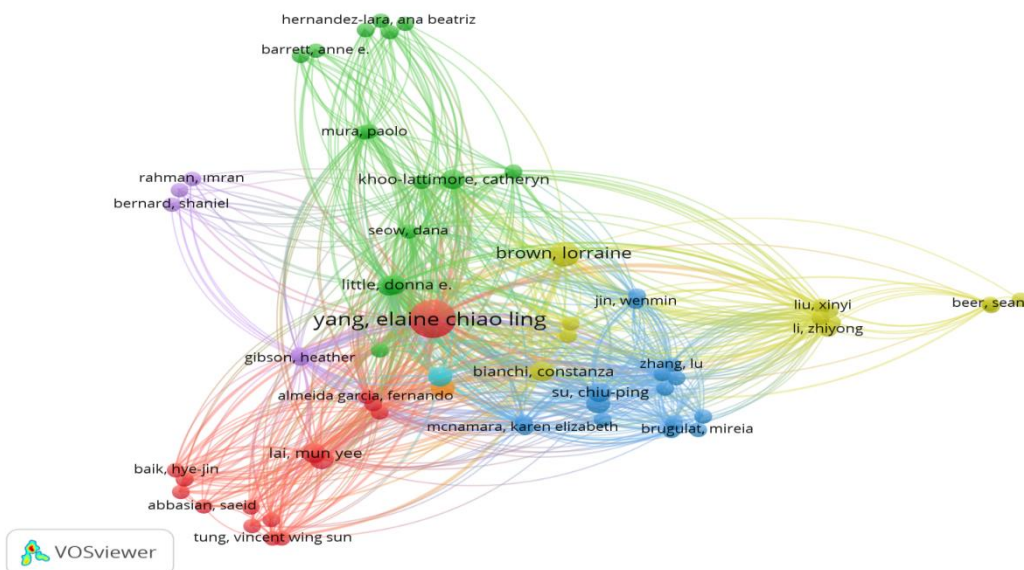 hernandez-lara, ana beatriz
barrett, anne e.
mura, paolo
rahman, imran
khoo-lattimore, catheryn
bernard, shaniel
seow, dana
brown, lorraine
little, donna e.
jin, wenmin
liu, xinyi
beer, sean
yang, elaine chiao ling
li, zhiyong
gibson, heather
zhang, lu
bianchi, constanza
almeida garcia, fernando
su, chiu-ping
mcnamara, karen elizabeth
brugulat, mireia
lai, mun yee
baik, hye-jin
abbasian, saeid
tung, vincent wing sun
VOSviewer